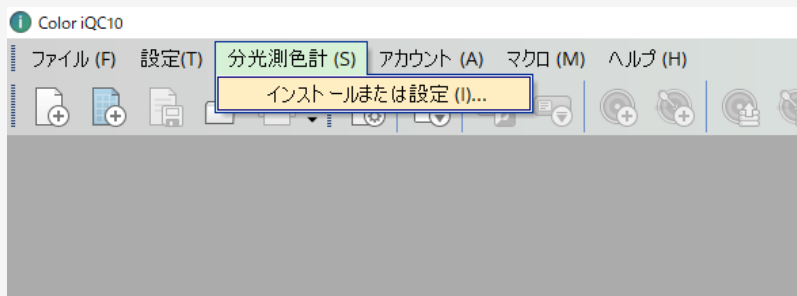 Color iQC10
ファイル (F) 設定(T) 分光測色計 (S) アカウント (A) マクロ (M) ヘルプ (H)
インストールまたは設定 (I)...